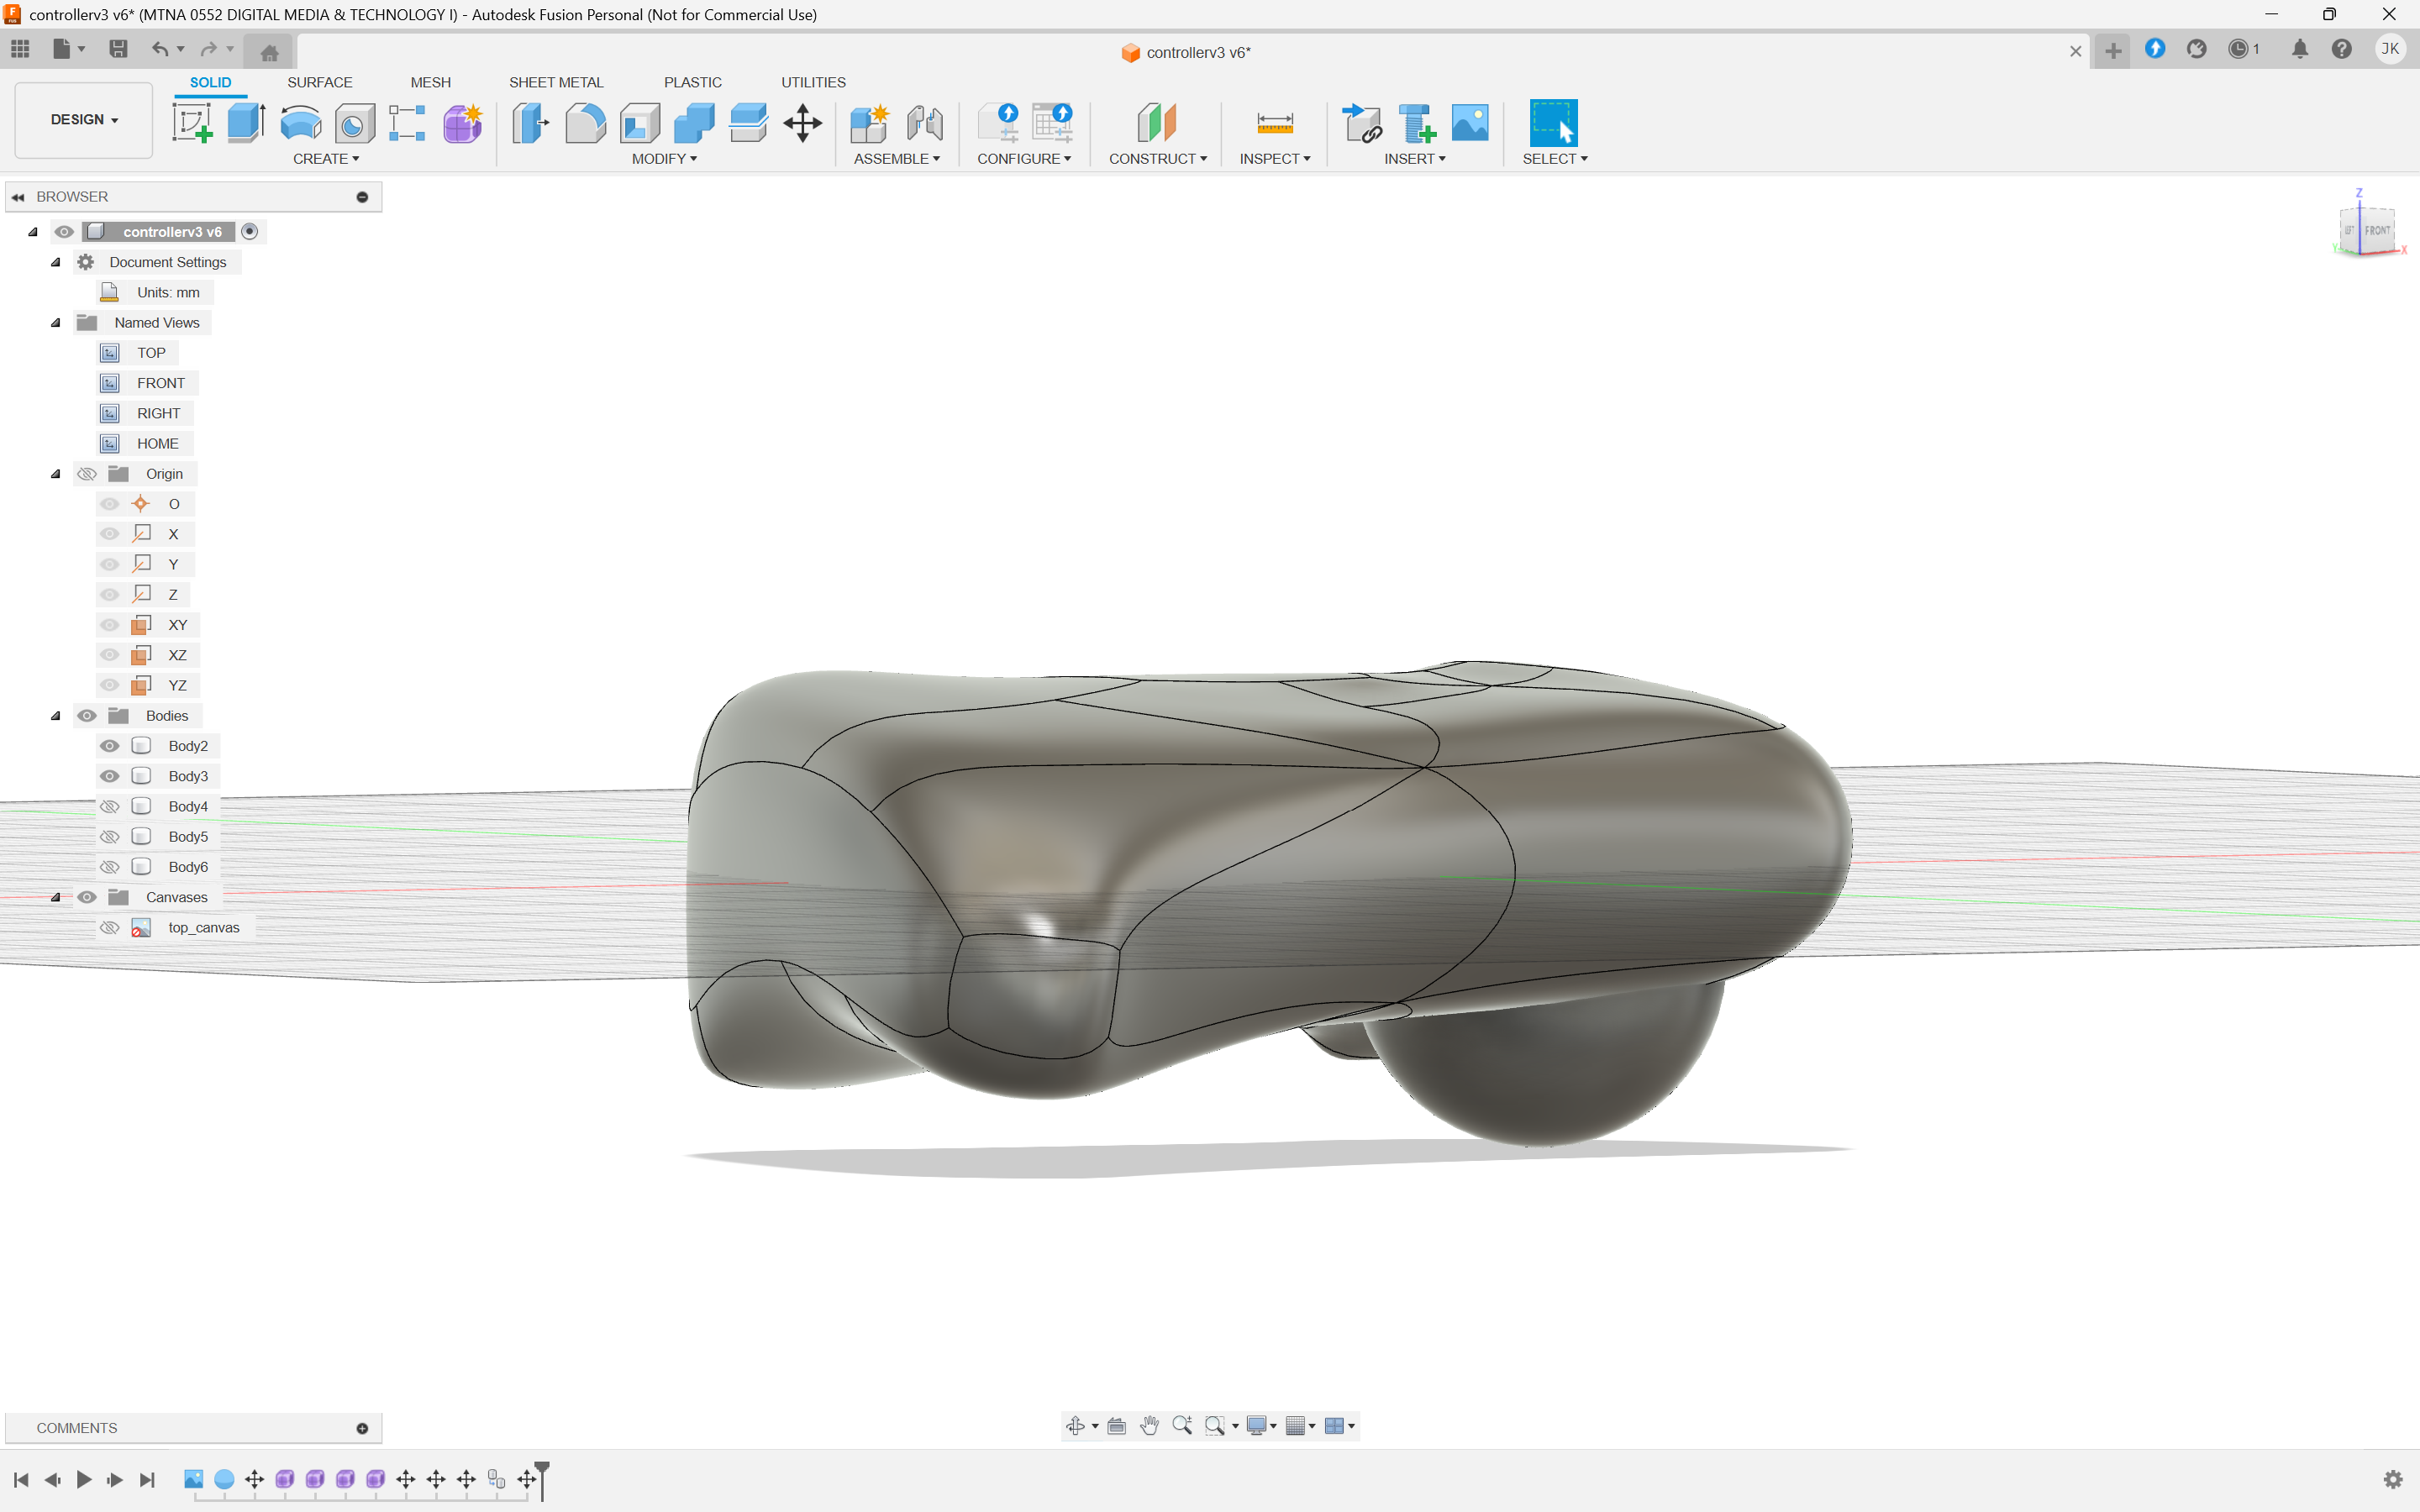 controllerv3 v6* (MTNA 0552 DIGITAL MEDIA & TECHNOLOGY I) - Autodesk Fusion Personal (Not for Commercial Use)
controllerv3 v6*
1
JK
SOLID SURFACE MESH SHEET METAL PLASTIC UTILITIES
DESIGN
CREATE MODIFY ASSEMBLE CONFIGURE CONSTRUCT INSPECT INSERT SELECT
BROWSER
controllerv3 v6
Document Settings
Units: mm
Named Views
TOP
FRONT
RIGHT
HOME
Origin
O
X
Y
Z
XY
XZ
YZ
Bodies
Body2
Body3
Body4
Body5
Body6
Canvases
top_canvas
Z
LEFT FRONT
Y X
COMMENTS